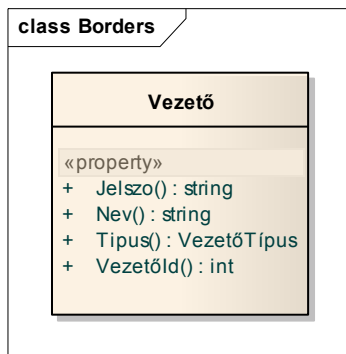 class Borders
Vezető
«property»
+ Jelszo() : string
+ Nev() : string
+ Tipus() : VezetőTípus
+ VezetőId() : int